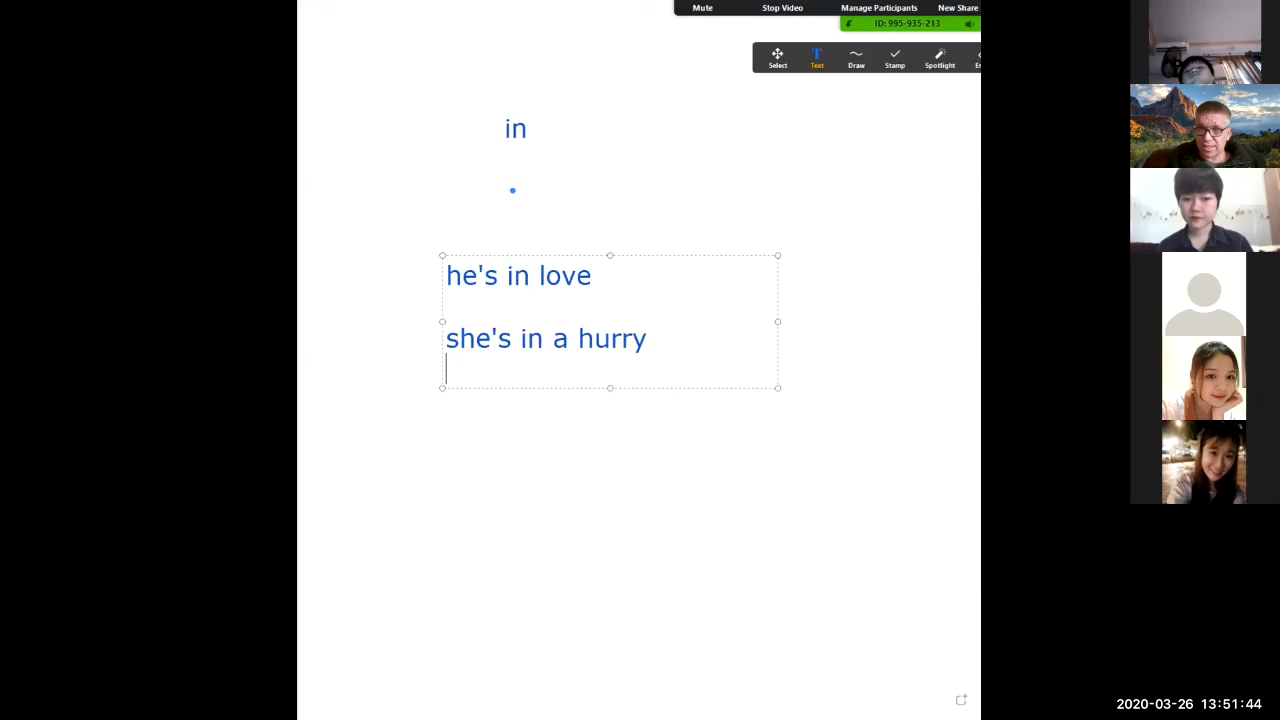 Mute Stop Video Manage Participants New Share
ID: 995-935-213
Select Text Draw Stamp Spotlight
in
he's in love
she's in a hurry
2020-03-26 13:51:44